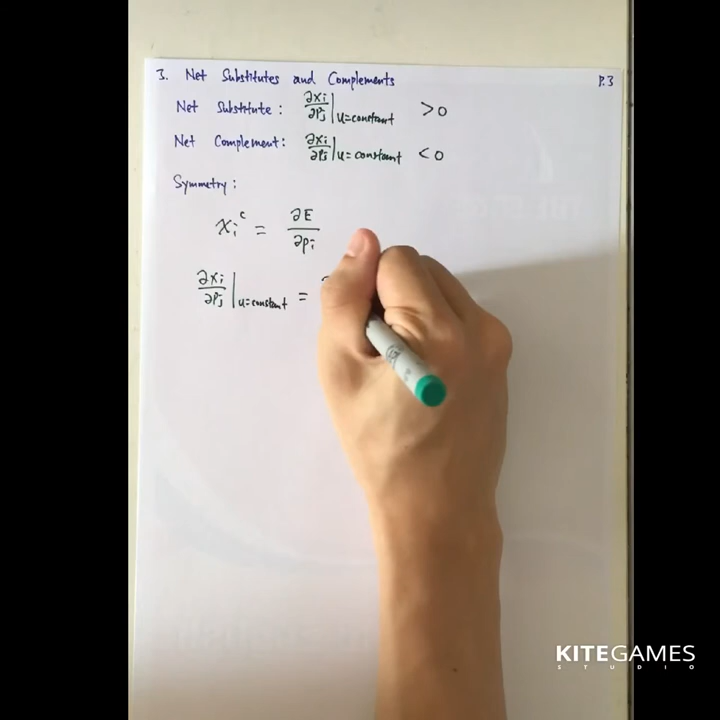 3. Net Substitutes and Complements P.3
Net Substitute: ∂xi/∂pj |u=constant >0
Net Complement: ∂xi/∂pj |u=constant <0
Symmetry:
xi^c = ∂E/∂pi
∂xi/∂pj |u=constant =
KITEGAMES
STUDIO